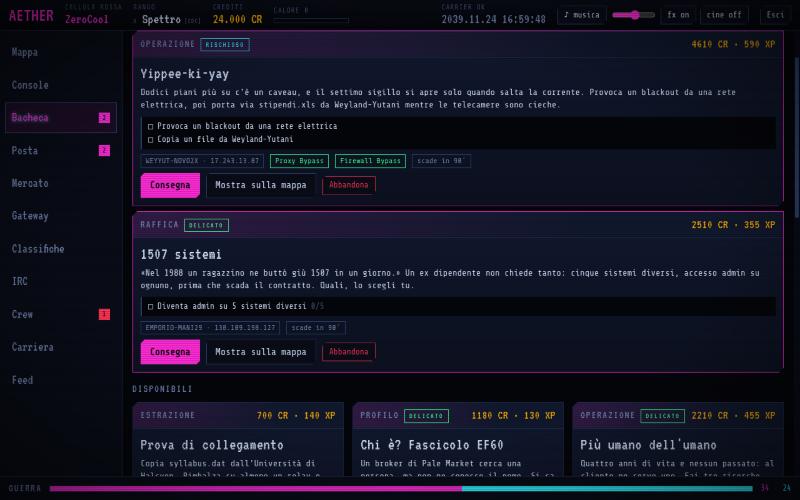 AETHER
CELLULA ROSSA
ZeroCool
RANGO
Spettro
CREDITI
24.000 CR
CALORE 0
CARRIER OK
2039.11.24 16:59:48
♪ musica
fx on
cine off
Esci
Mappa
Console
Bacheca
Posta 2
Mercato
Gateway
Classifiche
IRC
Crew 1
Carriera
Feed
OPERAZIONE RISCHIOSO 4610 CR · 590 XP
Yippee-ki-yay
Dodici piani più su c'è un caveau, e il settimo sigillo si apre solo quando salta la corrente. Provoca un blackout da una rete
elettrica, poi porta via stipendi.xls da Weyland-Yutani mentre le telecamere sono cieche.
□ Provoca un blackout da una rete elettrica
□ Copia un file da Weyland-Yutani
WEYYUT-NOVO2X · 17.243.13.87 Proxy Bypass Firewall Bypass scade in 90'
Consegna Mostra sulla mappa Abbandona
RAFFICA DELICATO 2510 CR · 355 XP
1507 sistemi
«Nel 1988 un ragazzino ne buttò giù 1507 in un giorno.» Un ex dipendente non chiede tanto: cinque sistemi diversi, accesso admin su
ognuno, prima che scada il contratto. Quali, lo scegli tu.
□ Diventa admin su 5 sistemi diversi 0/5
EMPORIO-MANI29 · 138.109.198.127 scade in 90'
Consegna Mostra sulla mappa Abbandona
DISPONIBILI
ESTRAZIONE 700 CR · 140 XP
Prova di collegamento
Copia syllabus.dat dall'Università di
PROFILO DELICATO 1180 CR · 130 XP
Chi è? Fascicolo EF60
Un broker di Pale Market cerca una
OPERAZIONE DELICATO 2210 CR · 455 XP
Più umano dell'umano
Quattro anni di vita e nessun passato: al
GUERRA 34 · 24